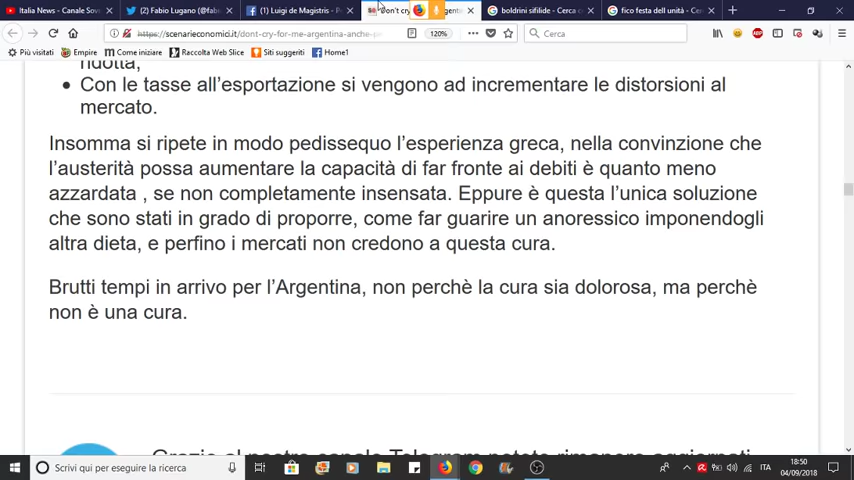 Italia News - Canale Sov
(2) Fabio Lugano (@fab
(1) Luigi de Magistris - P
Don't cry
boldrini sifilide - Cerca c
fico festa dell'unità - Ce
https://scenarieconomici.it/dont-cry-for-me-argentina-anche-p
120%
Cerca
Più visitati
Empire
Come iniziare
Raccolta Web Slice
Siti suggeriti
Home1
ridotta;
Con le tasse all'esportazione si vengono ad incrementare le distorsioni al
mercato.
Insomma si ripete in modo pedissequo l'esperienza greca, nella convinzione che
l'austerità possa aumentare la capacità di far fronte ai debiti è quanto meno
azzardata , se non completamente insensata. Eppure è questa l'unica soluzione
che sono stati in grado di proporre, come far guarire un anoressico imponendogli
altra dieta, e perfino i mercati non credono a questa cura.
Brutti tempi in arrivo per l'Argentina, non perchè la cura sia dolorosa, ma perchè
non è una cura.
Grazie al nostro canale Telegram potete rimanere aggiornati
Scrivi qui per eseguire la ricerca
ITA
18:50
04/09/2018